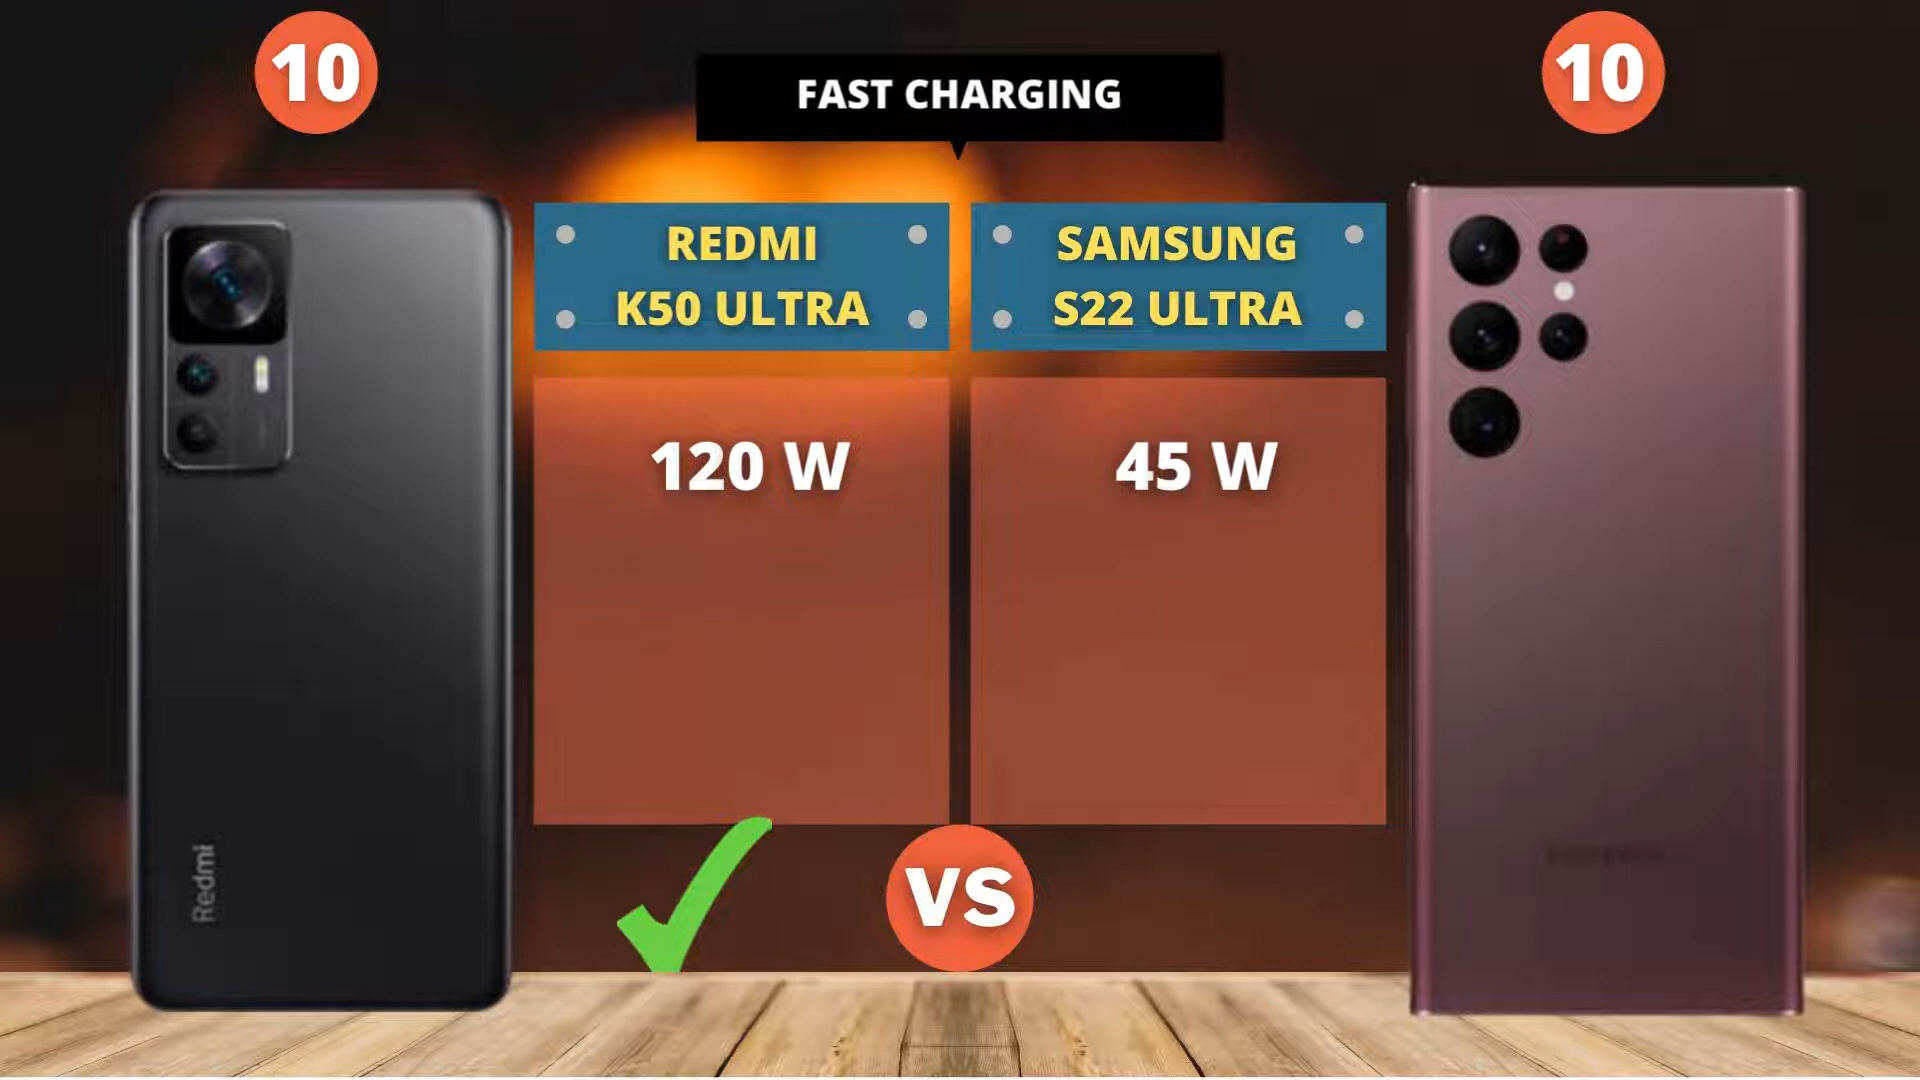 10
FAST CHARGING
10
REDMI
K50 ULTRA
SAMSUNG
S22 ULTRA
120 W
45 W
Redmi
VS